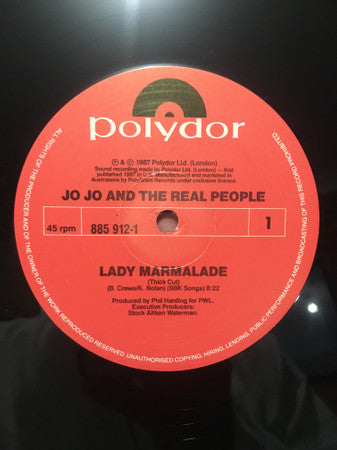 polydor
℗ & © 1987 Polydor Ltd. (London)
Sound recording made by Polydor Ltd. (London) — first
published 1987 in U.K. Manufactured and marketed in
Australasia by PolyGram Records under exclusive licence.
JO JO AND THE REAL PEOPLE
45 rpm
885 912-1
1
LADY MARMALADE
(Thick Cut)
(B. Crewe/K. Nolan) (SBK Songs) 8:22
Produced by Phil Harding for PWL.
Executive Producers:
Stock Aitken Waterman.
ALL RIGHTS OF THE PRODUCER AND OF THE OWNER OF THE WORK REPRODUCED RESERVED. UNAUTHORISED COPYING, HIRING, LENDING, PUBLIC PERFORMANCE AND BROADCASTING OF THIS RECORD PROHIBITED